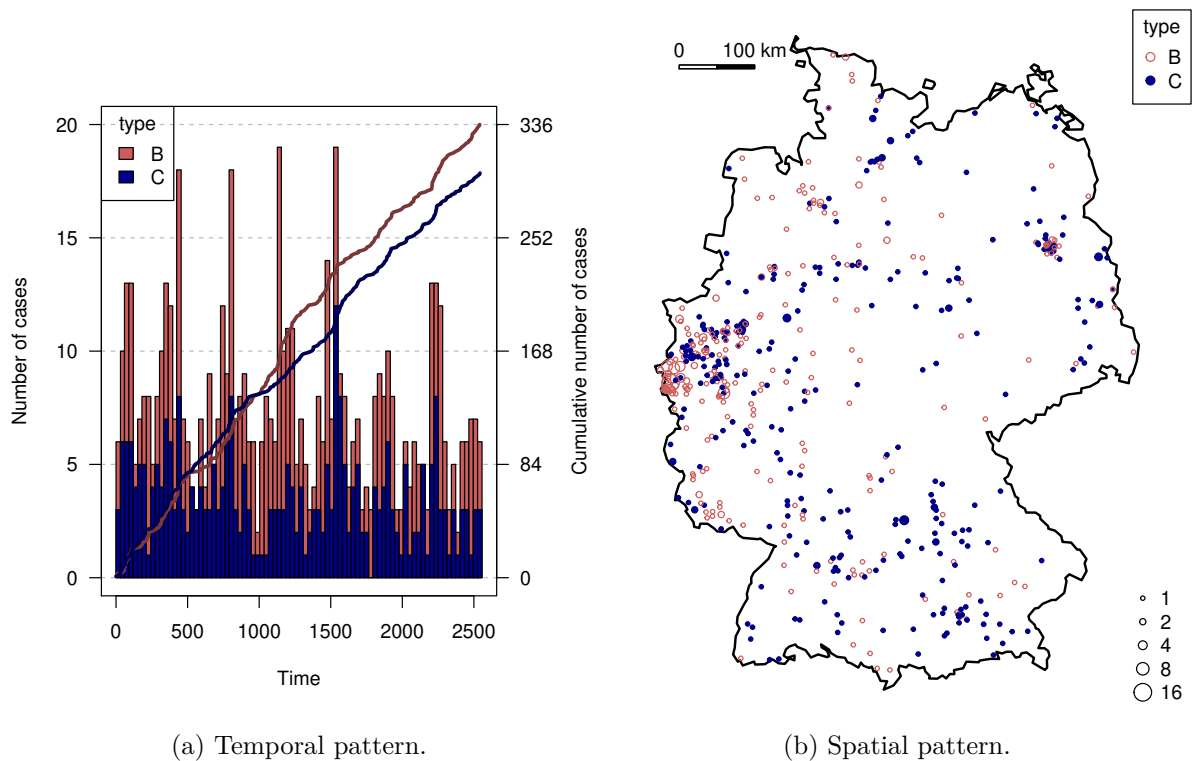 type
B
C
20
15
10
5
0
336
252
168
84
0
Number of cases
Cumulative number of cases
0 500 1000 1500 2000 2500
Time
(a) Temporal pattern.
0 100 km
type
B
C
1
2
4
8
16
(b) Spatial pattern.